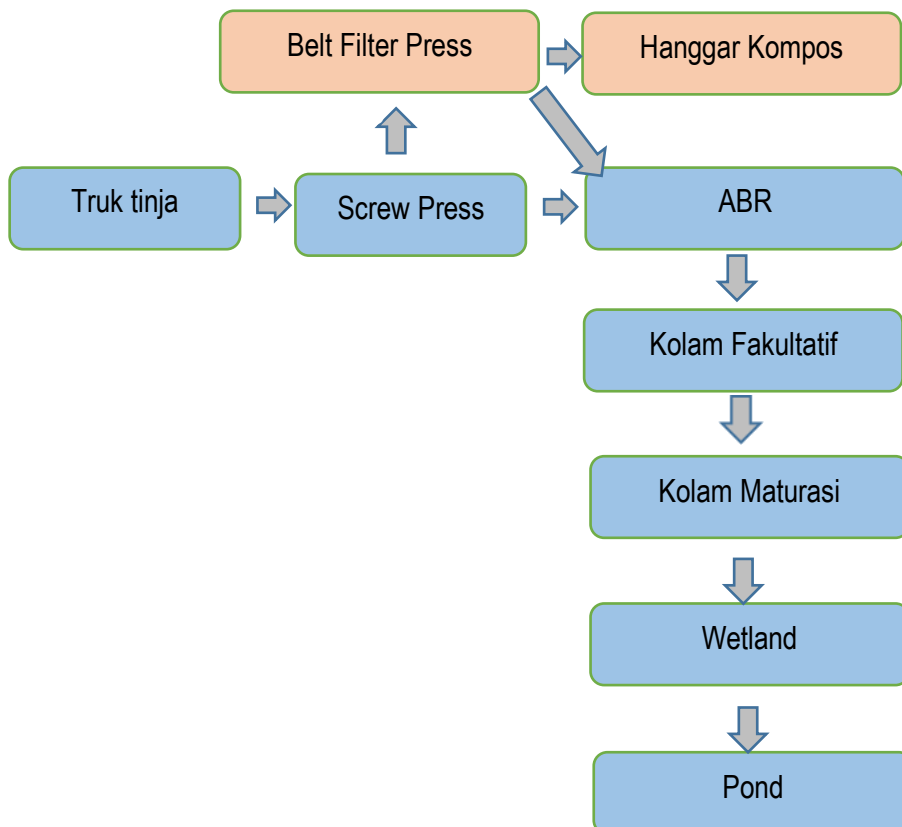 Belt Filter Press
Hanggar Kompos
Truk tinja
Screw Press
ABR
Kolam Fakultatif
Kolam Maturasi
Wetland
Pond